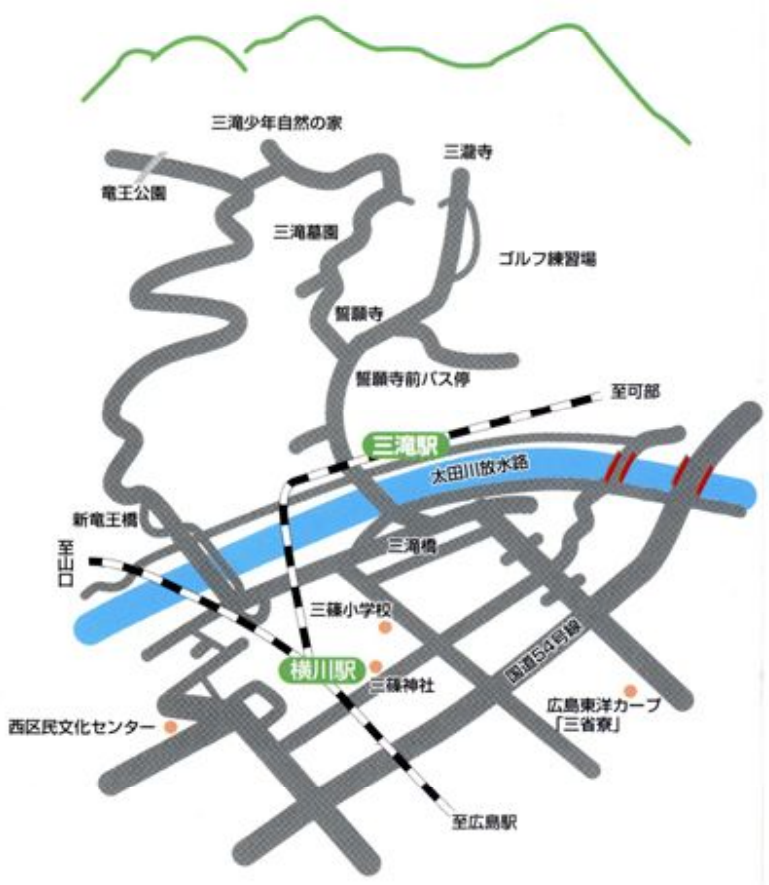 三滝少年自然の家
三瀧寺
竜王公園
三滝墓園
ゴルフ練習場
誓願寺
誓願寺前バス停
至可部
三滝駅
太田川放水路
新竜王橋
至山口
三滝橋
三篠小学校
国道54号線
横川駅
三篠神社
広島東洋カープ
「三省寮」
西区民文化センター
至広島駅